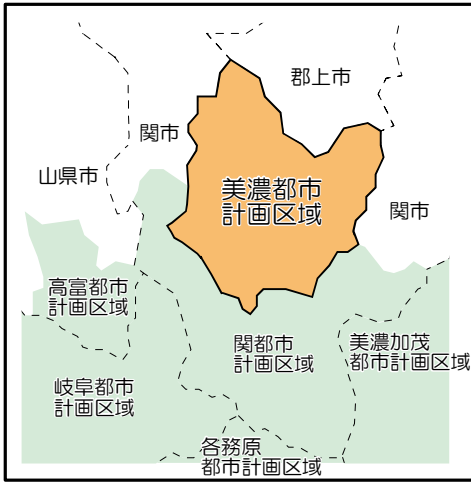 郡上市
関市
山県市
美濃都市
計画区域
関市
高富都市
計画区域
関都市
計画区域
美濃加茂
都市計画区域
岐阜都市
計画区域
各務原
都市計画区域